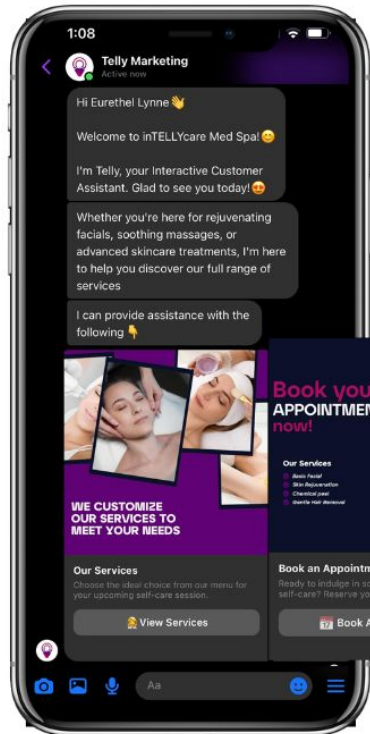 1:08
Telly Marketing
Active now
Hi Eurethel Lynne👋
Welcome to inTELLYcare Med Spa!😊
I'm Telly, your Interactive Customer
Assistant. Glad to see you today!😍
Whether you're here for rejuvenating
facials, soothing massages, or
advanced skincare treatments, I'm here
to help you discover our full range of
services
I can provide assistance with the
following👇
WE CUSTOMIZE
OUR SERVICES TO
MEET YOUR NEEDS
Our Services
Choose the ideal choice from our menu for
your upcoming self-care session.
View Services
Book you
APPOINTMEN
now!
Our Services
Basic Facial
Skin Rejuvenation
Chemical peel
Gentle Hair Removal
Book an Appointm
Ready to indulge in so
self-care? Reserve yo
Book A
Aa